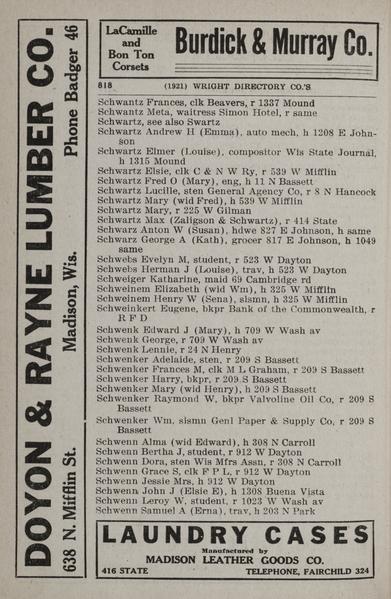 DOYON & RAYNE LUMBER CO.
638 N. Mifflin St. Madison, Wis. Phone Badger 46
LaCamille
and
Bon Ton
Corsets
Burdick & Murray Co.
818 (1921) WRIGHT DIRECTORY CO.'S
Schwantz Frances, clk Beavers, r 1337 Mound
Schwantz Meta, waitress Simon Hotel, r same
Schwartz, see also Swartz
Schwartz Andrew H (Emma), auto mech, h 1208 E John-
son
Schwartz Elmer (Louise), compositor Wis State Journal,
h 1315 Mound
Schwartz Elsie, clk C & N W Ry, r 539 W Mifflin
Schwartz Fred O (Mary), eng, h 11 N Bassett
Schwartz Lucille, sten General Agency Co, r 8 N Hancock
Schwartz Mary (wid Fred), h 539 W Mifflin
Schwartz Mary, r 225 W Gilman
Schwartz Max (Zaligson & Schwartz), r 414 State
Schwarz Anton W (Susan), hdwe 827 E Johnson, h same
Schwarz George A (Kath), grocer 817 E Johnson, h 1049
same
Schwebs Evelyn M, student, r 523 W Dayton
Schwebs Herman J (Louise), trav, h 523 W Dayton
Schweiger Katharine, maid 69 Cambridge rd
Schweinem Elizabeth (wid Wm), h 325 W Mifflin
Schweinem Henry W (Sena), slsmn, h 325 W Mifflin
Schweinkert Eugene, bkpr Bank of the Commonwealth, r
R F D
Schwenk Edward J (Mary), h 709 W Wash av
Schwenk George, r 709 W Wash av
Schwenk Lennie, r 24 N Henry
Schwenker Adelaide, sten, r 209 S Bassett
Schwenker Frances M, clk M L Graham, r 209 S Bassett
Schwenker Harry, bkpr, r 209 S Bassett
Schwenker Mary (wid Henry), h 209 S Bassett
Schwenker Raymond W, bkpr Valvoline Oil Co, r 209 S
Bassett
Schwenker Wm, slsmn Genl Paper & Supply Co, r 209 S
Bassett
Schwenn Alma (wid Edward), h 308 N Carroll
Schwenn Bertha J, student, r 912 W Dayton
Schwenn Dora, sten Wis Mfrs Assn, r 308 N Carroll
Schwenn Grace S, clk F P L, r 912 W Dayton
Schwenn Jessie Mrs, h 912 W Dayton
Schwenn John J (Elsie E), h 1308 Buena Vista
Schwenn Leroy W, student, r 1023 W Wash av
Schwenn Samuel A (Erna), trav, h 203 N Park
LAUNDRY CASES
Manufactured by
MADISON LEATHER GOODS CO.
416 STATE TELEPHONE, FAIRCHILD 324